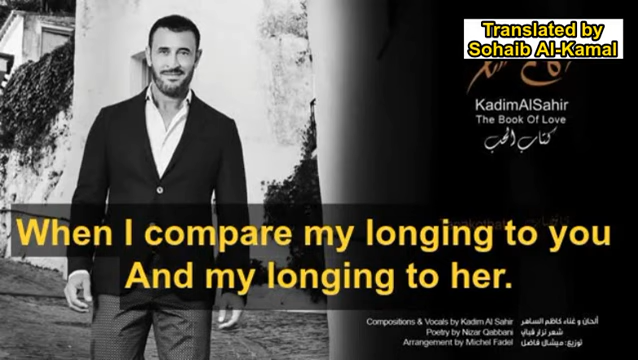 Translated by
Sohaib Al-Kamal
KadimAlSahir
The Book Of Love
كتاب الحب
When I compare my longing to you
And my longing to her.
Compositions & Vocals by Kadim Al Sahir
Poetry by Nizar Qabbani
Arrangement by Michel Fadel
ألحان و غناء كاظم الساهر
شعر نزار قباني
توزيع: ميشال فاضل